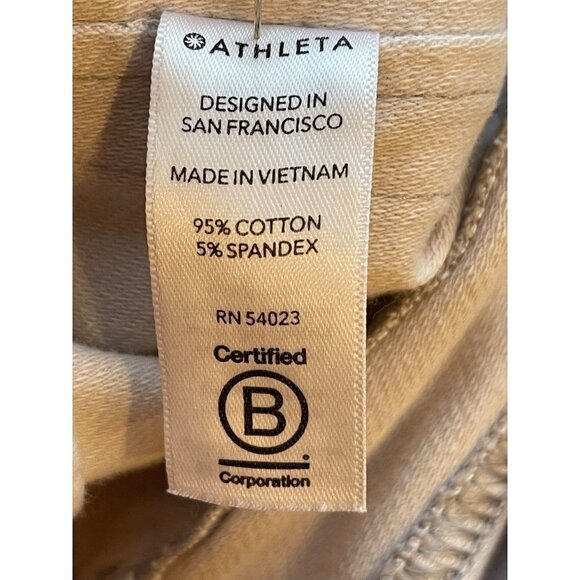 ATHLETA
DESIGNED IN
SAN FRANCISCO
MADE IN VIETNAM
95% COTTON
5% SPANDEX
RN 54023
Certified
B
Corporation